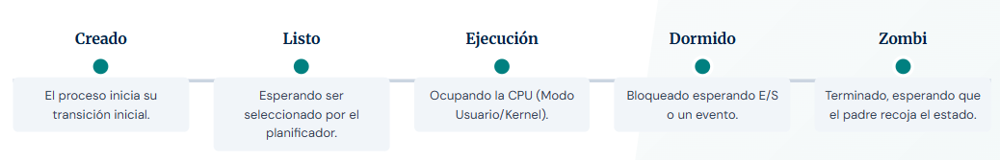 Creado
El proceso inicia su
transición inicial.
Listo
Esperando ser
seleccionado por el
planificador.
Ejecución
Ocupando la CPU (Modo
Usuario/Kernel).
Dormido
Bloqueado esperando E/S
o un evento.
Zombi
Terminado, esperando que
el padre recoja el estado.